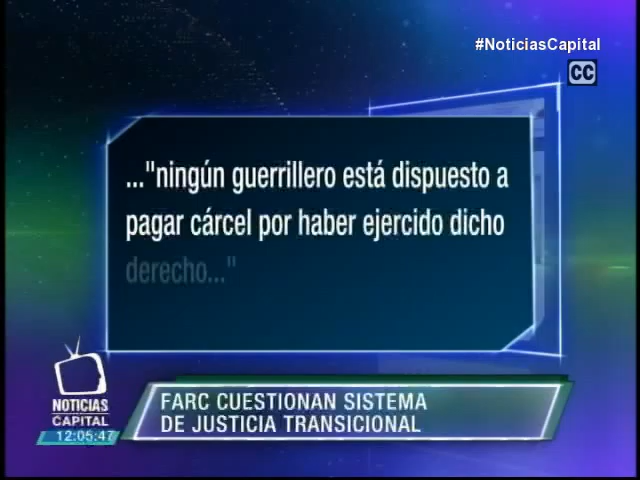 #NoticiasCapital
CC
..."ningún guerrillero está dispuesto a
pagar cárcel por haber ejercido dicho
derecho..."
NOTICIAS
CAPITAL
12:05:47
FARC CUESTIONAN SISTEMA
DE JUSTICIA TRANSICIONAL